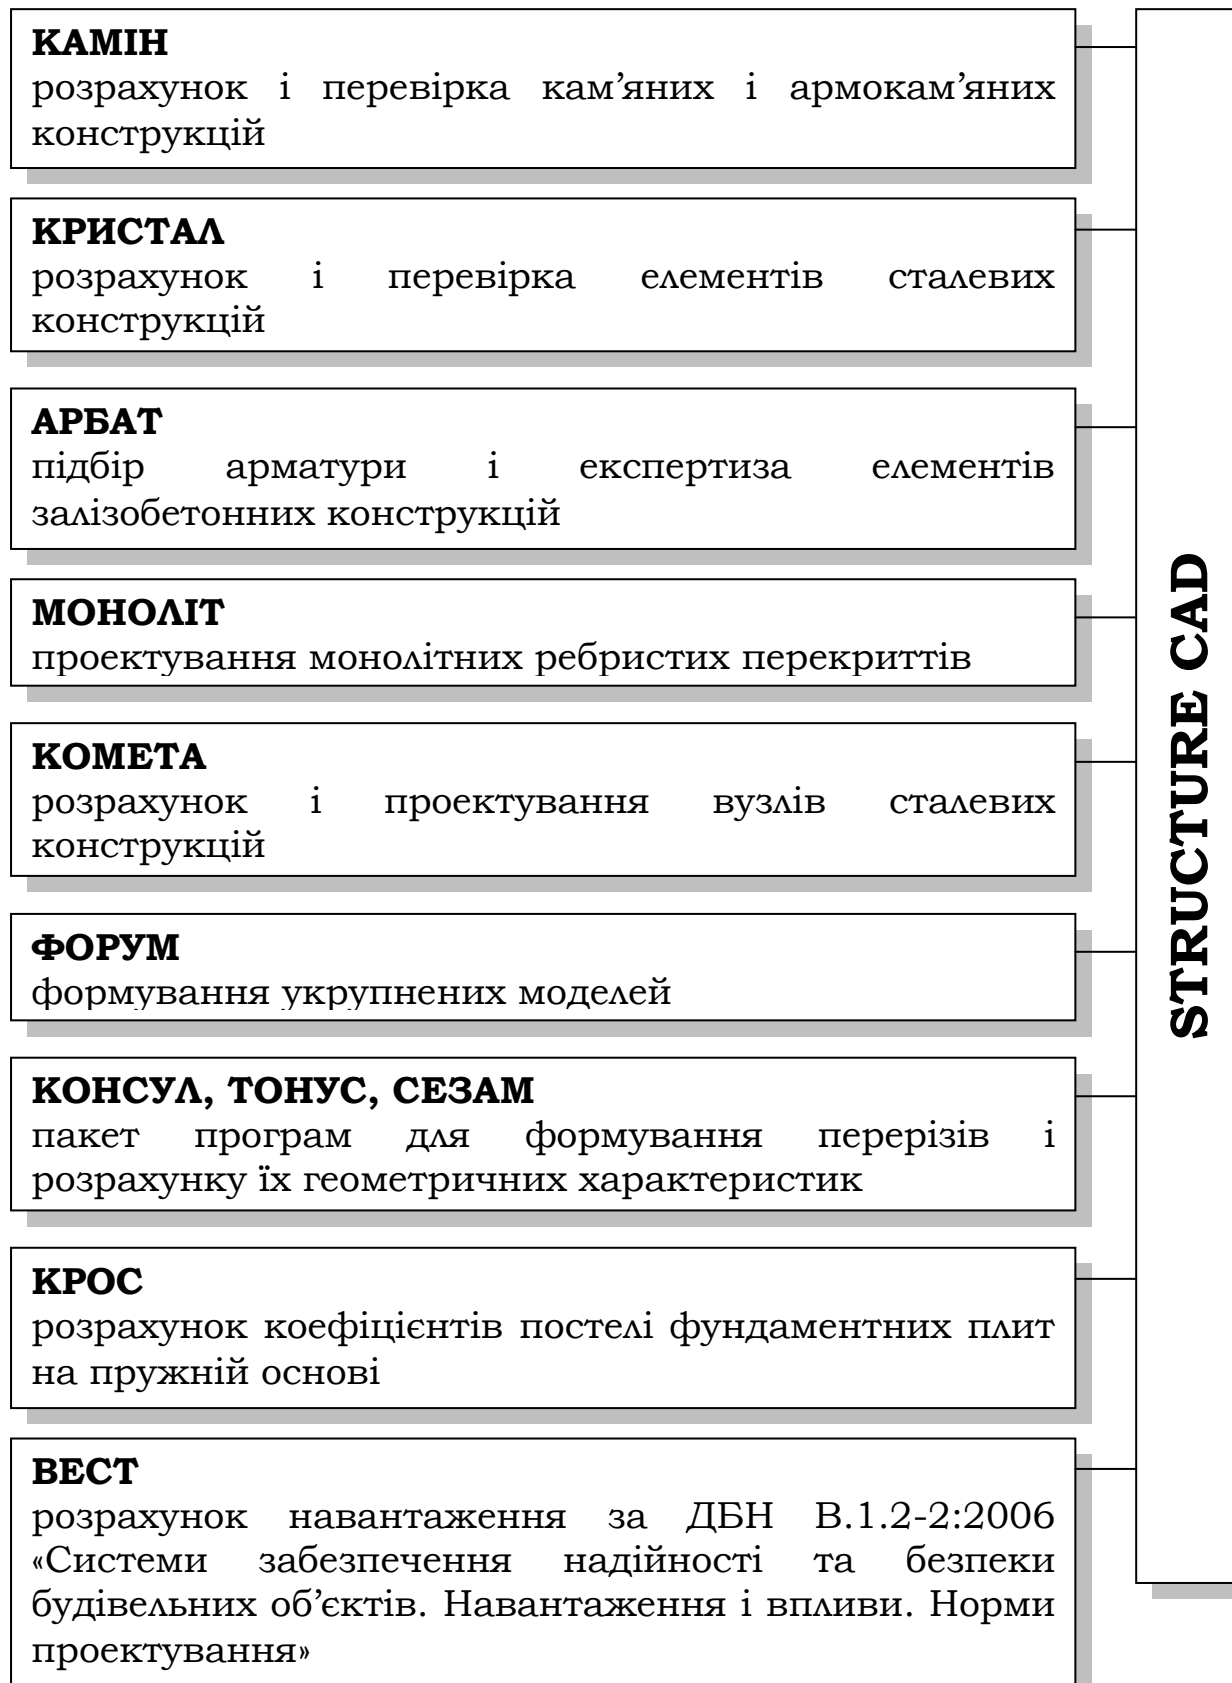 КАМІН
розрахунок і перевірка кам’яних і армокам’яних
конструкцій
КРИСТАЛ
розрахунок і перевірка елементів сталевих
конструкцій
АРБАТ
підбір арматури і експертиза елементів
залізобетонних конструкцій
МОНОЛІТ
проектування монолітних ребристих перекриттів
КОМЕТА
розрахунок і проектування вузлів сталевих
конструкцій
ФОРУМ
формування укрупнених моделей
КОНСУЛ, ТОНУС, СЕЗАМ
пакет програм для формування перерізів і
розрахунку їх геометричних характеристик
КРОС
розрахунок коефіцієнтів постелі фундаментних плит
на пружній основі
ВЕСТ
розрахунок навантаження за ДБН В.1.2-2:2006
«Системи забезпечення надійності та безпеки
будівельних об’єктів. Навантаження і впливи. Норми
проектування»
STRUCTURE CAD